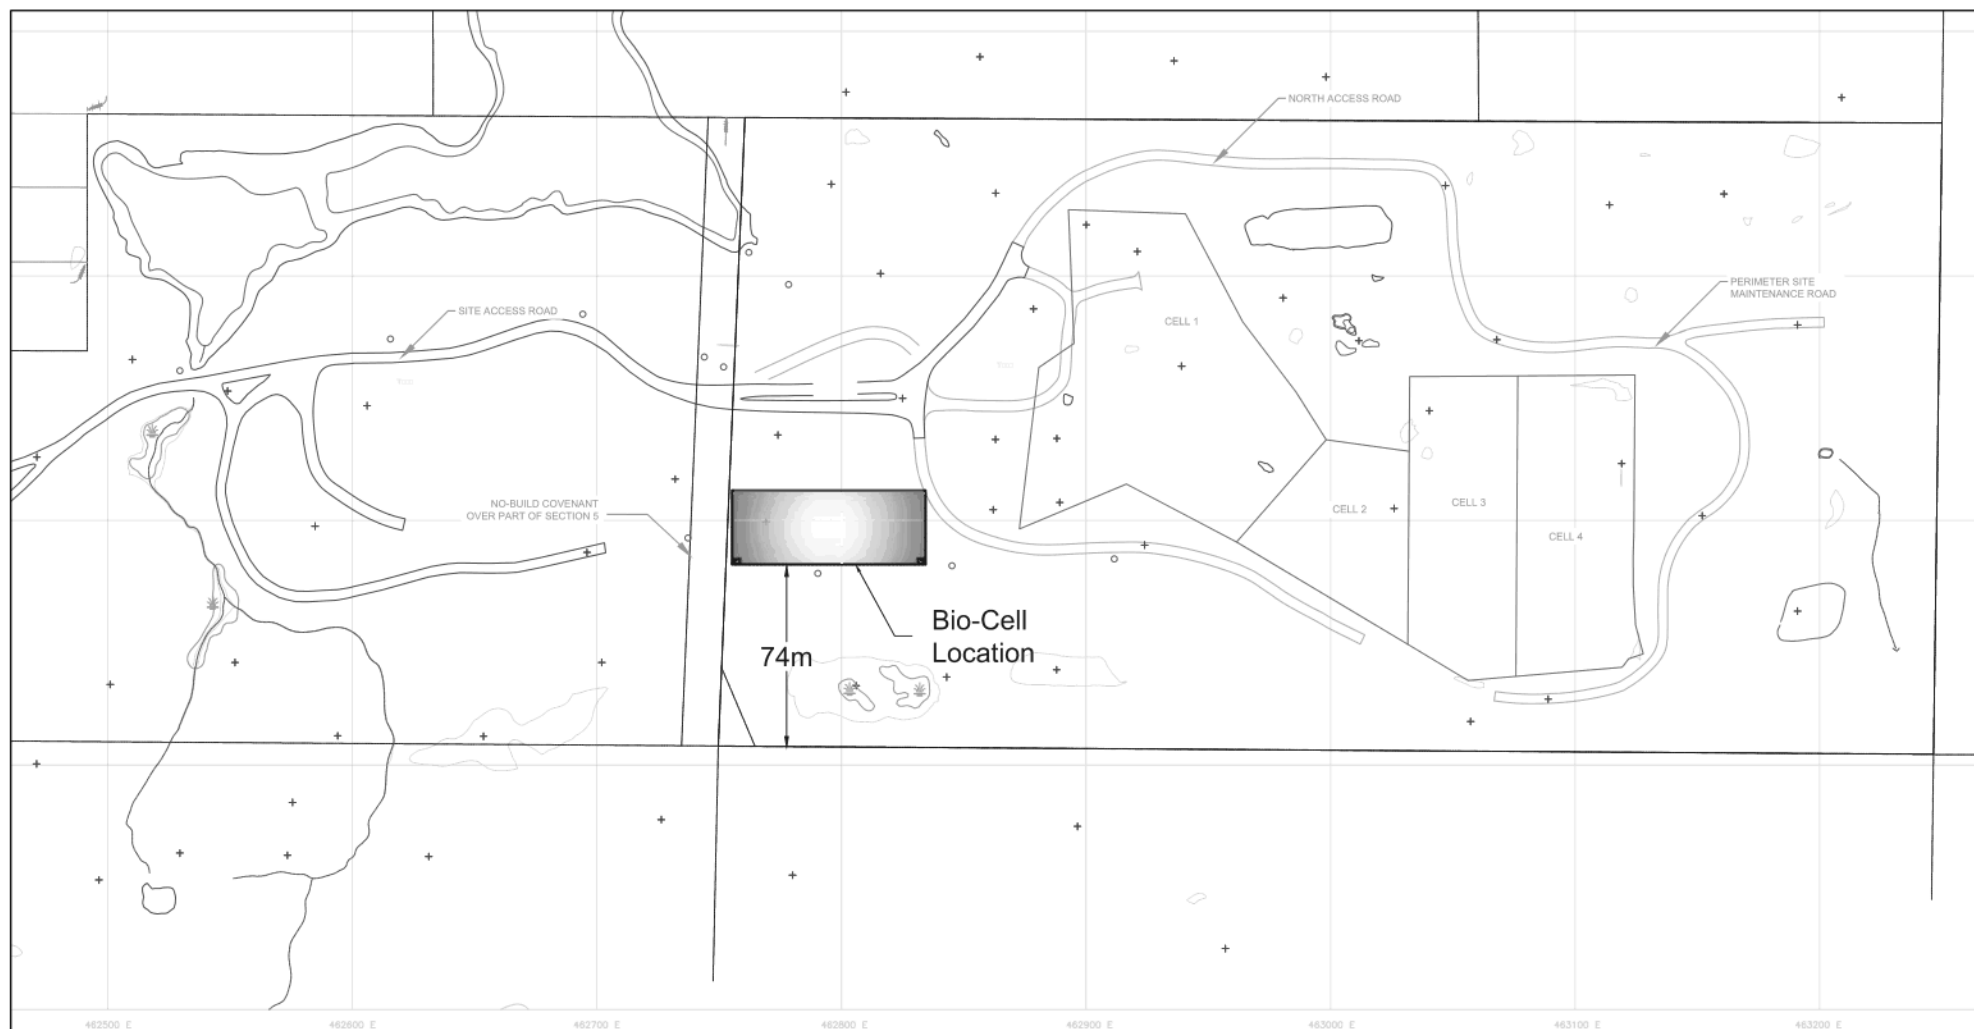 NORTH ACCESS ROAD
PERIMETER SITE
MAINTENANCE ROAD
SITE ACCESS ROAD
CELL 1
NO-BUILD COVENANT
OVER PART OF SECTION 5
CELL 2
CELL 3
CELL 4
Bio-Cell
Location
74m
462500 E
462600 E
462700 E
462800 E
462900 E
463000 E
463100 E
463200 E